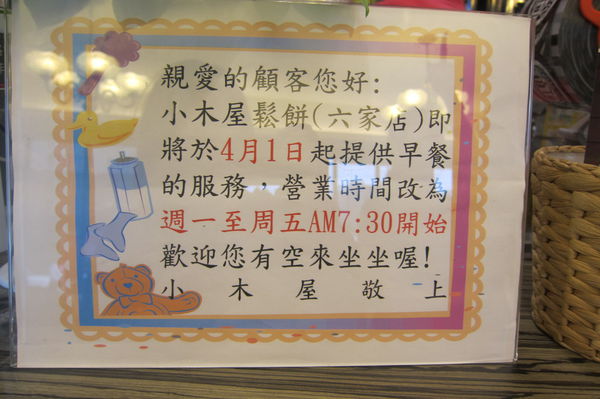 親愛的顧客您好:
小木屋鬆餅(六家店)即
將於4月1日起提供早餐
的服務，營業時間改為
週一至周五AM7:30開始
歡迎您有空來坐坐喔!
小木屋敬上